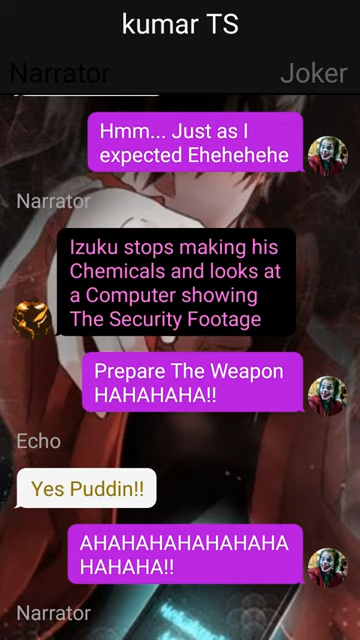 kumar TS
Narrator
Joker
Hmm... Just as I
expected Ehehehehe
Narrator
Izuku stops making his
Chemicals and looks at
a Computer showing
The Security Footage
Prepare The Weapon
HAHAHAHA!!
Echo
Yes Puddin!!
AHAHAHAHAHAHAHA
HAHAHA!!
Narrator